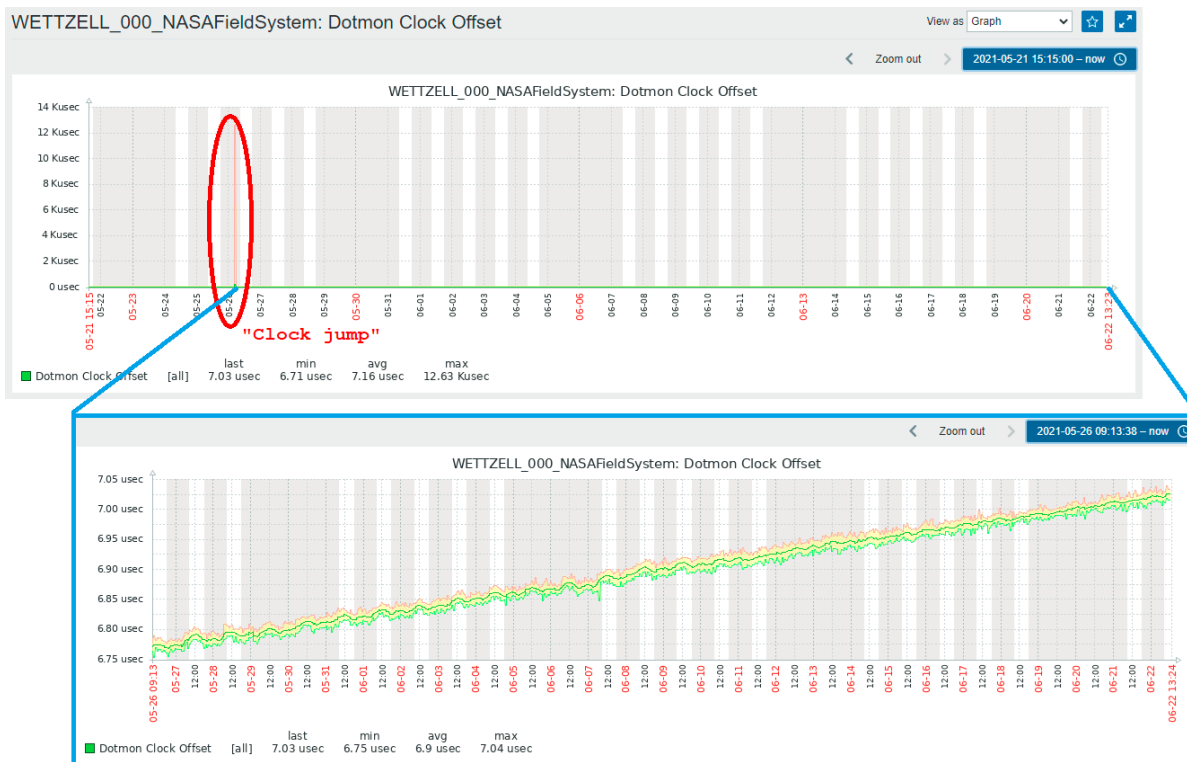 WETTZELL_000_NASAFieldSystem: Dotmon Clock Offset
View as Graph
Zoom out 2021-05-21 15:15:00 – now
WETTZELL_000_NASAFieldSystem: Dotmon Clock Offset
14 Kusec
12 Kusec
10 Kusec
8 Kusec
6 Kusec
4 Kusec
2 Kusec
0 usec
05-21 15:15 05-22 05-23 05-24 05-25 05-26 05-27 05-28 05-29 05-30 05-31 06-01 06-02 06-03 06-04 06-05 06-06 06-07 06-08 06-09 06-10 06-11 06-12 06-13 06-14 06-15 06-16 06-17 06-18 06-19 06-20 06-21 06-22 06-22 13:23
"Clock jump"
last min avg max
Dotmon Clock Offset [all] 7.03 usec 6.71 usec 7.16 usec 12.63 Kusec
Zoom out 2021-05-26 09:13:38 – now
WETTZELL_000_NASAFieldSystem: Dotmon Clock Offset
7.05 usec
7.00 usec
6.95 usec
6.90 usec
6.85 usec
6.80 usec
6.75 usec
05-26 09:13 05-27 12:00 05-28 12:00 05-29 12:00 05-30 12:00 05-31 12:00 06-01 12:00 06-02 12:00 06-03 12:00 06-04 12:00 06-05 12:00 06-06 12:00 06-07 12:00 06-08 12:00 06-09 12:00 06-10 12:00 06-11 12:00 06-12 12:00 06-13 12:00 06-14 12:00 06-15 12:00 06-16 12:00 06-17 12:00 06-18 12:00 06-19 12:00 06-20 12:00 06-21 12:00 06-22 06-22 13:24
last min avg max
Dotmon Clock Offset [all] 7.03 usec 6.75 usec 6.9 usec 7.04 usec